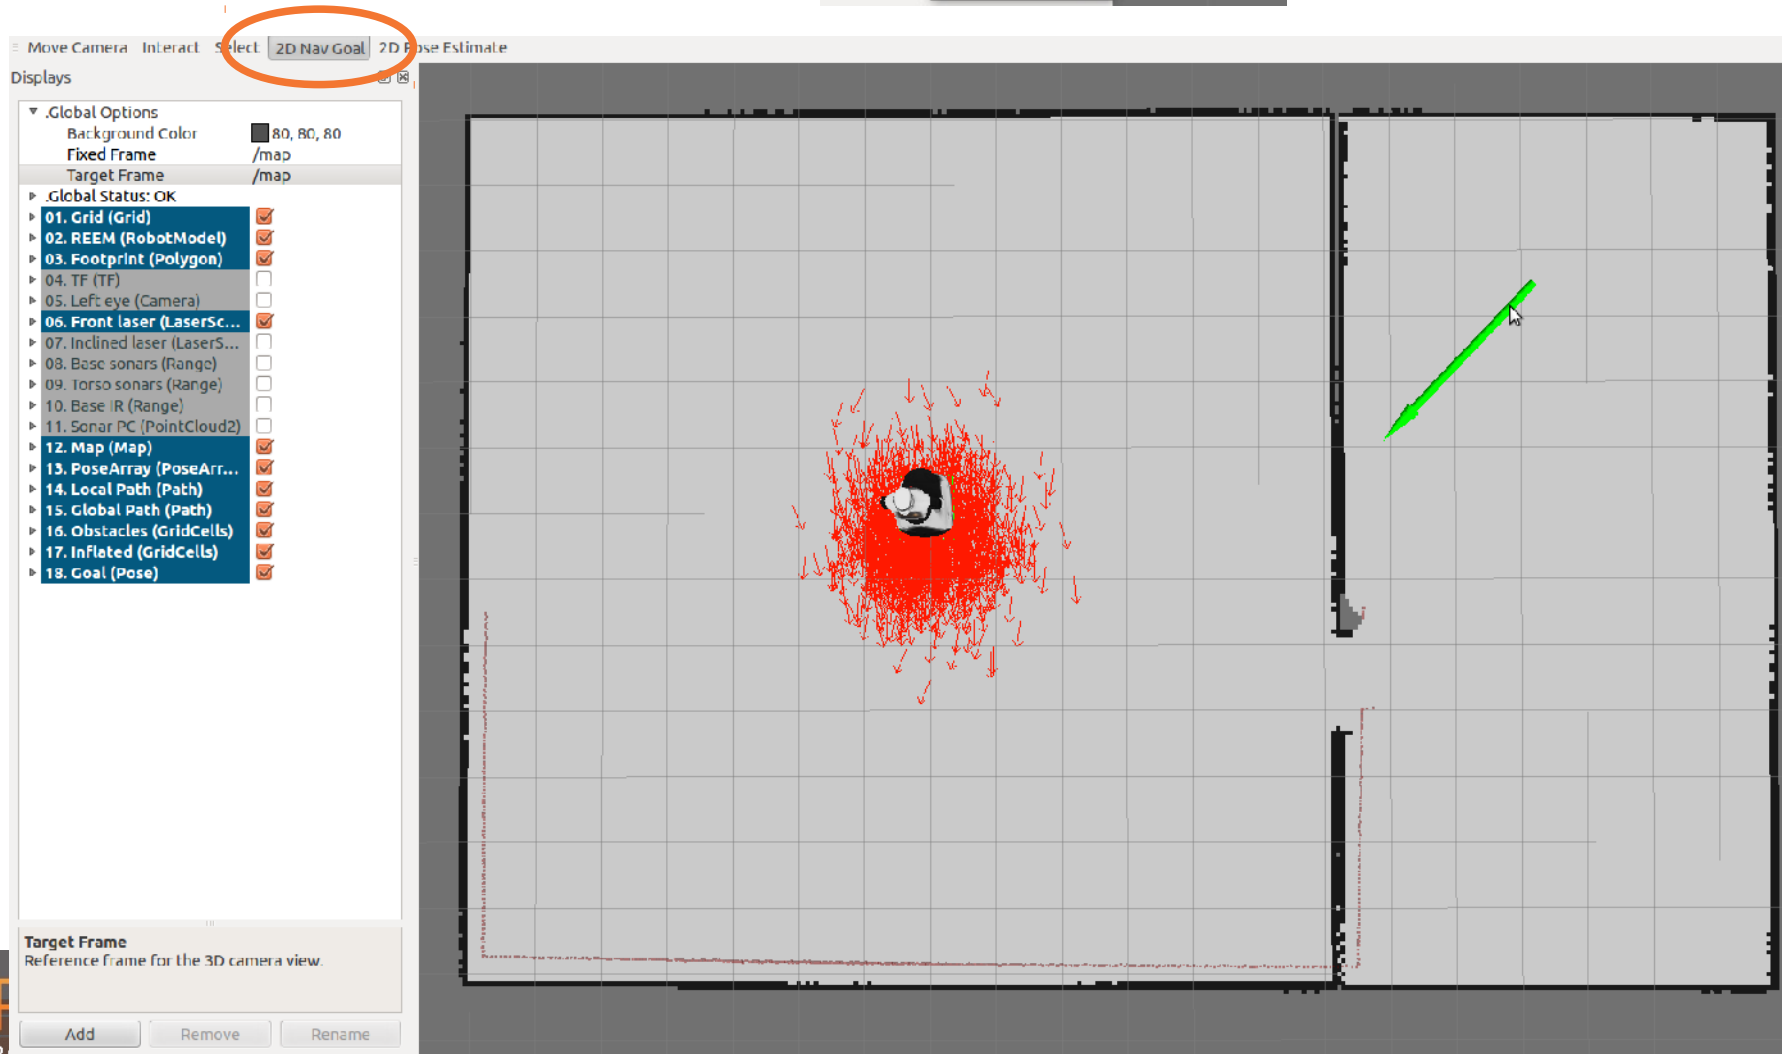 Move Camera Interact Select 2D Nav Goal 2D Pose Estimate
Displays
.Global Options
Background Color 80, 80, 80
Fixed Frame /map
Target Frame /map
.Global Status: OK
01. Grid (Grid)
02. REEM (RobotModel)
03. Footprint (Polygon)
04. TF (TF)
05. Left eye (Camera)
06. Front laser (LaserSc...
07. Inclined laser (LaserS...
08. Base sonars (Range)
09. Torso sonars (Range)
10. Base IR (Range)
11. Sonar PC (PointCloud2)
12. Map (Map)
13. PoseArray (PoseArr...
14. Local Path (Path)
15. Global Path (Path)
16. Obstacles (GridCells)
17. Inflated (GridCells)
18. Goal (Pose)
Target Frame
Reference frame for the 3D camera view.
Add Remove Rename